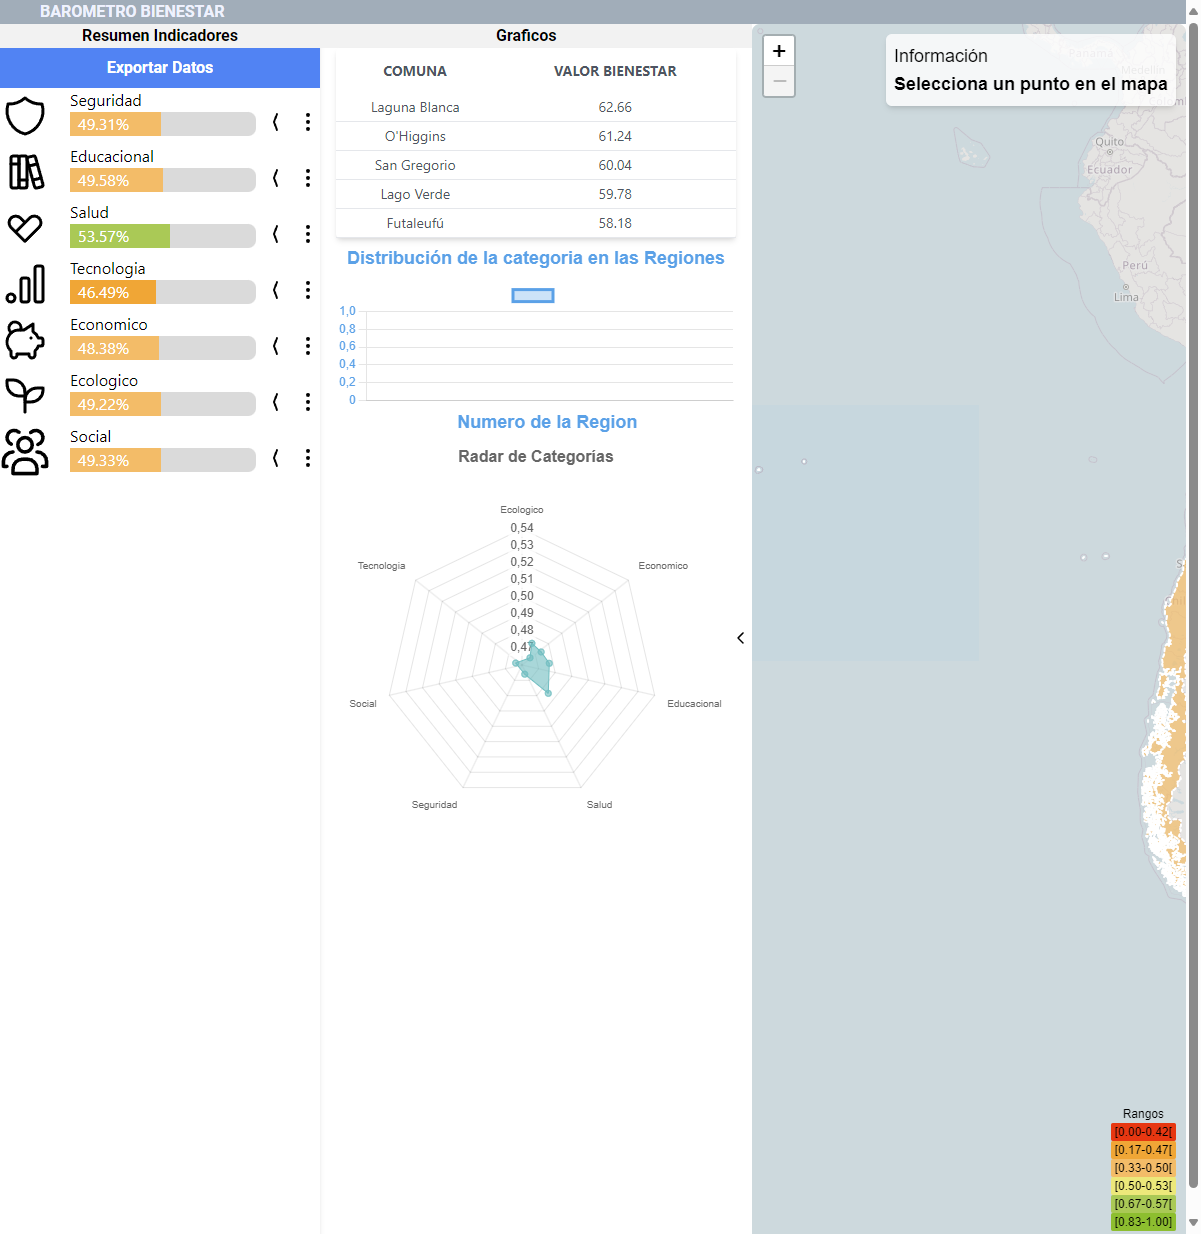 BAROMETRO BIENESTAR
Resumen Indicadores
Exportar Datos
Seguridad
49.31%
Educacional
49.58%
Salud
53.57%
Tecnologia
46.49%
Economico
48.38%
Ecologico
49.22%
Social
49.33%
Graficos
COMUNA VALOR BIENESTAR
Laguna Blanca 62.66
O'Higgins 61.24
San Gregorio 60.04
Lago Verde 59.78
Futaleufú 58.18
Distribución de la categoria en las Regiones
1,0
0,8
0,6
0,4
0,2
0
Numero de la Region
Radar de Categorías
Ecologico
0,54
0,53
0,52
0,51
0,50
0,49
0,48
0,47
Tecnologia
Economico
Social
Educacional
Seguridad
Salud
+
−
Información
Selecciona un punto en el mapa
Panamá
Medellín
Quito
Ecuador
Perú
Lima
Rangos
[0.00-0.42[
[0.17-0.47[
[0.33-0.50[
[0.50-0.53[
[0.67-0.57[
[0.83-1.00]